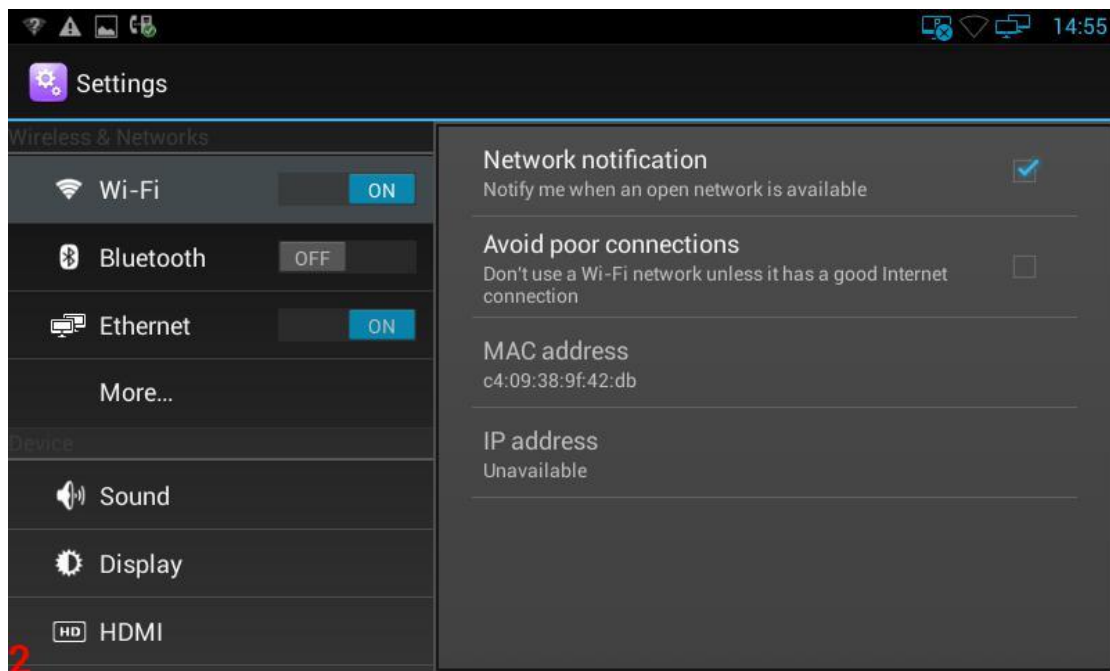 14:55
Settings
Wireless & Networks
Wi-Fi ON
Bluetooth OFF
Ethernet ON
More...
Device
Sound
Display
HD HDMI
2
Network notification
Notify me when an open network is available
Avoid poor connections
Don't use a Wi-Fi network unless it has a good Internet
connection
MAC address
c4:09:38:9f:42:db
IP address
Unavailable